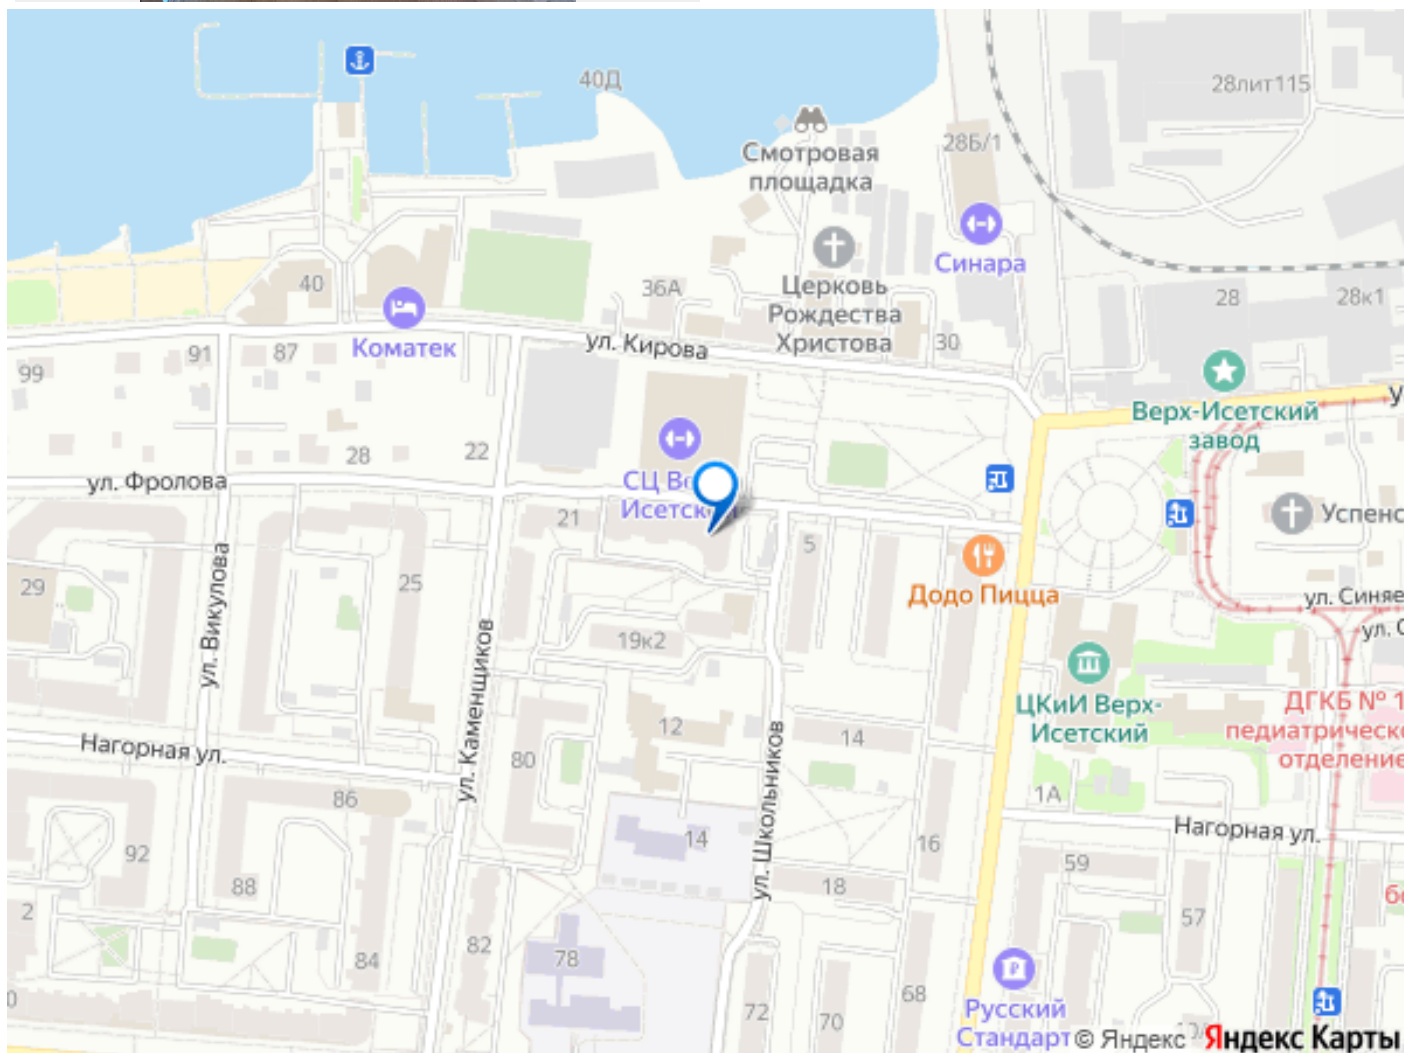 40Д
28лит115
28Б/1
Смотровая
площадка
Синара
Церковь
Рождества
Христова
36А
40
28
28к1
Коматек
ул. Кирова
30
91
87
99
Верх-Исетский
завод
28
22
ул. Фролова
СЦ Ве
Исетский
21
5
Успенс
29
25
ул. Викулова
ул. Каменщиков
19к2
Додо Пицца
ул. Синяе
ул. С
ЦКиИ Верх-
Исетский
ДГКБ № 1
педиатрическо
отделение
12
14
Нагорная ул.
80
86
ул. Школьников
1А
Нагорная ул.
14
16
92
88
18
59
57
бо
2
84
82
78
72
70
68
Русский
Стандарт
© Яндекс
Яндекс Карты